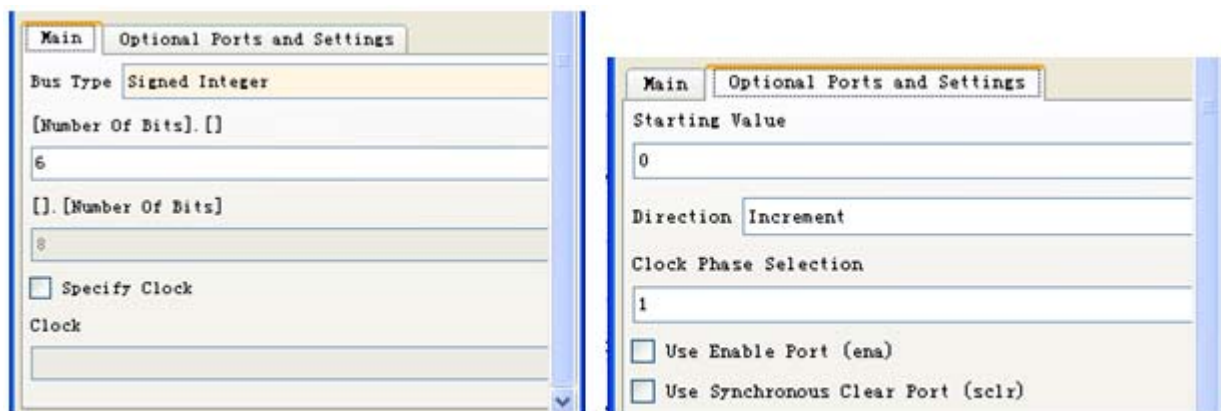 Main Optional Ports and Settings
Bus Type Signed Integer
[Number Of Bits].[]
6
[].[Number Of Bits]
8
Specify Clock
Clock
Main Optional Ports and Settings
Starting Value
0
Direction Increment
Clock Phase Selection
1
Use Enable Port (ena)
Use Synchronous Clear Port (sclr)